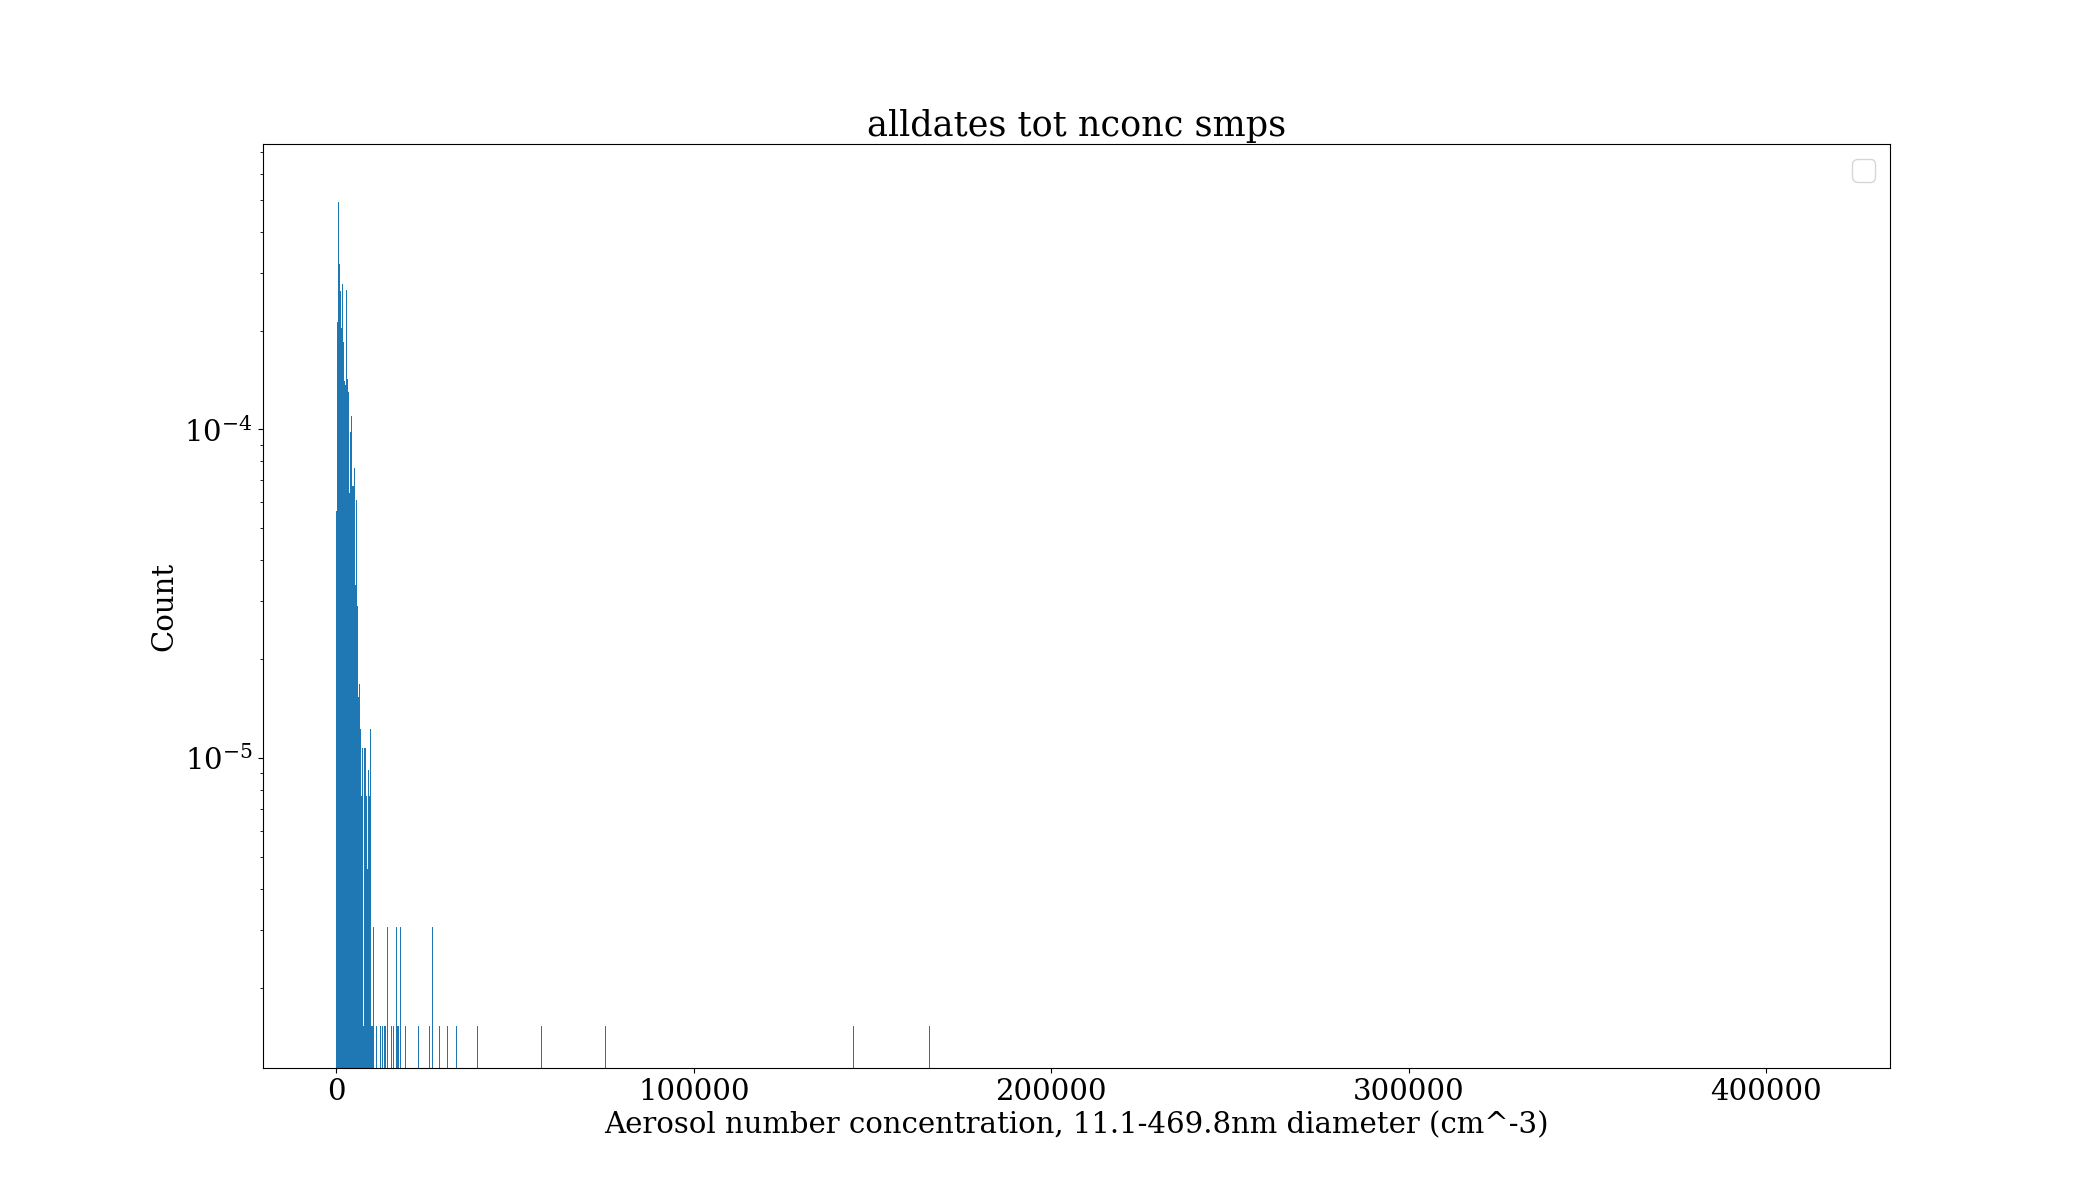 alldates tot nconc smps
10⁻⁴
10⁻⁵
Count
0 100000 200000 300000 400000
Aerosol number concentration, 11.1-469.8nm diameter (cm^-3)